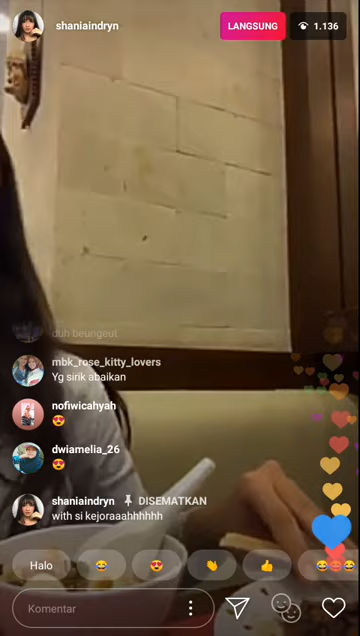 shaniaindryn
LANGSUNG
1.136
duh beungeut
mbk_rose_kitty_lovers
Yg sirik abaikan
nofiwicahyah
😍
dwiamelia_26
😍
shaniaindryn DISEMATKAN
with si kejoraaahhhhhh
Halo 😂 😍 👏 👍 😂
Komentar